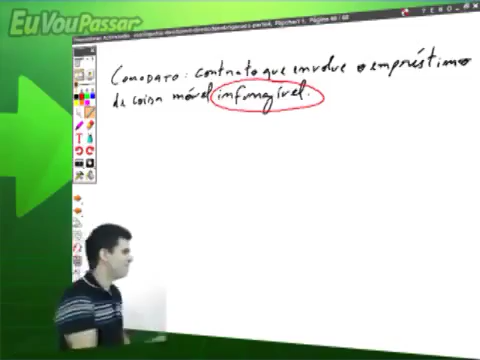 EuVouPassar
Comodato: contrato que envolve o empréstimo
de coisa móvel infungível.